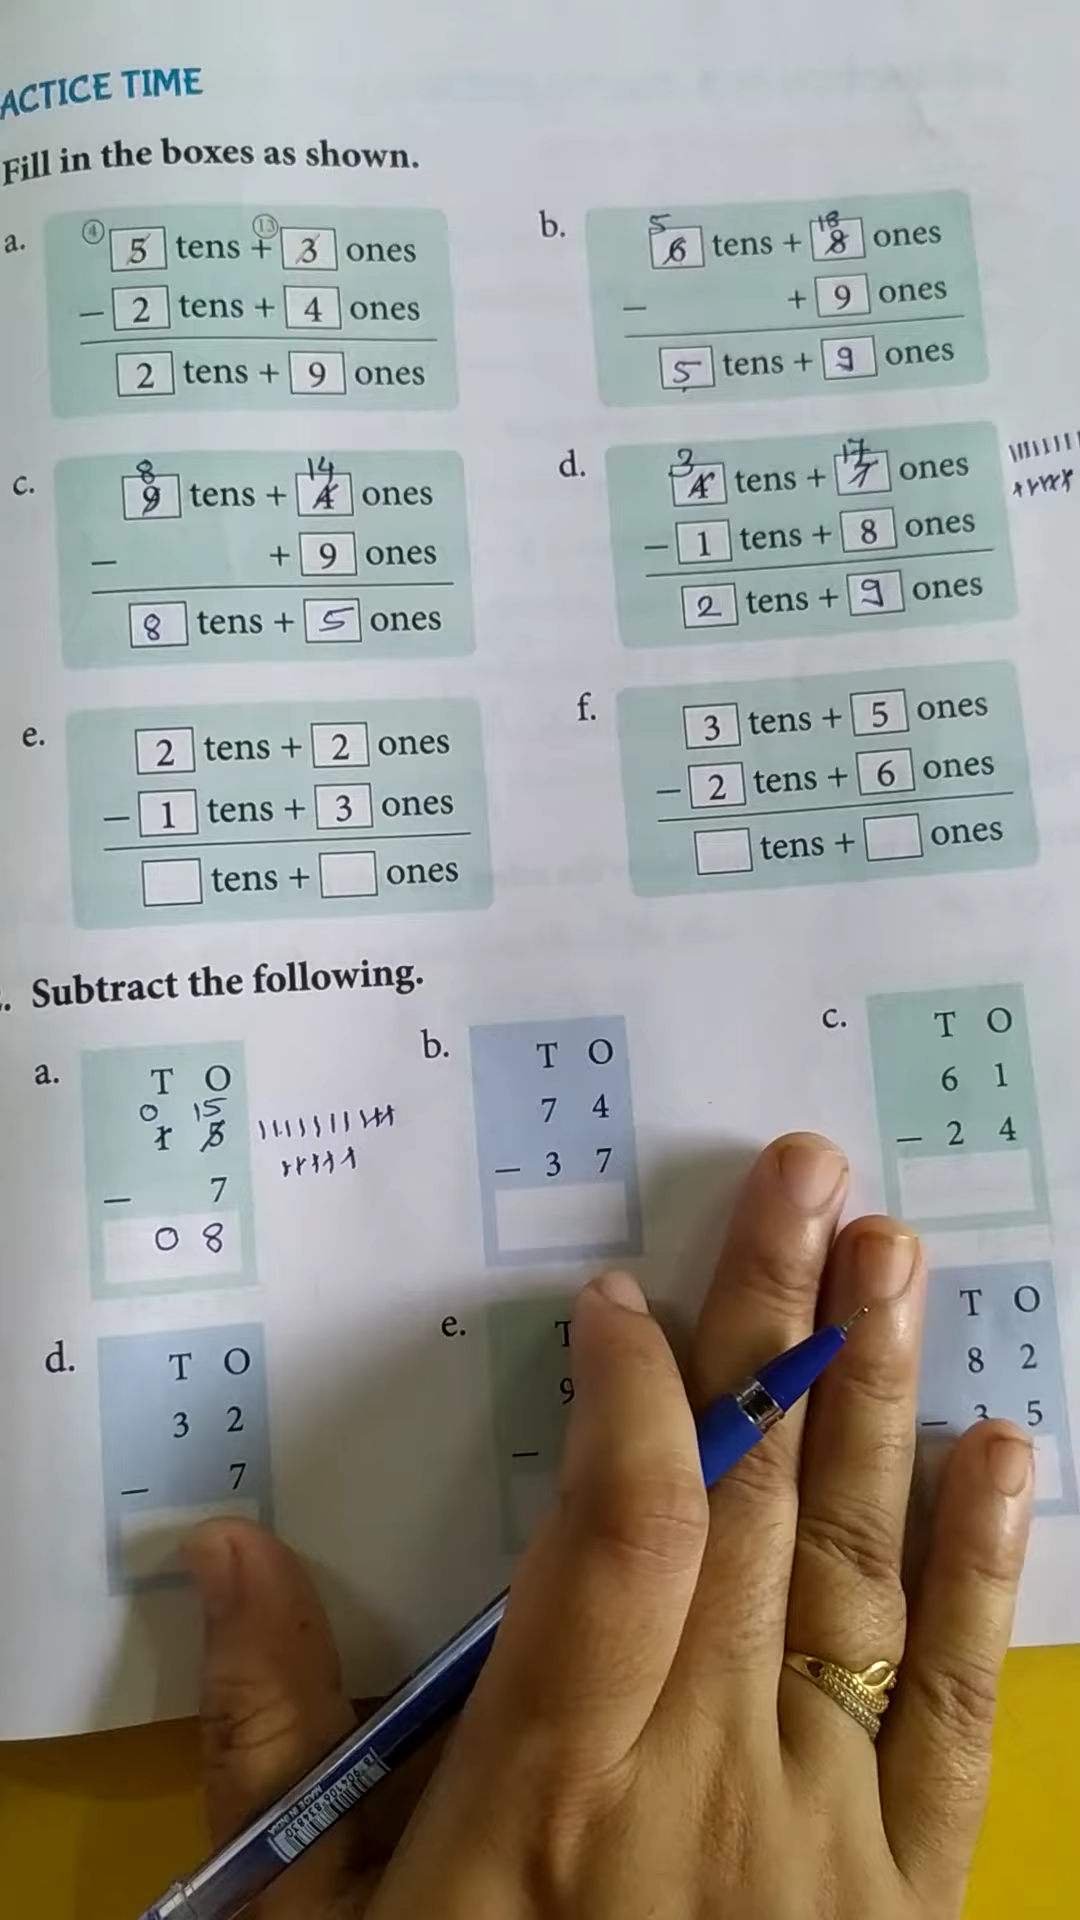 ACTICE TIME
Fill in the boxes as shown.
a.
4 13
5 tens + 3 ones
− 2 tens + 4 ones
2 tens + 9 ones
b.
5 18
6 tens + 8 ones
− + 9 ones
5 tens + 9 ones
c.
8 14
9 tens + 4 ones
− + 9 ones
8 tens + 5 ones
d.
3 17
4 tens + 7 ones
− 1 tens + 8 ones
2 tens + 9 ones
e.
2 tens + 2 ones
− 1 tens + 3 ones
tens + ones
f.
3 tens + 5 ones
− 2 tens + 6 ones
tens + ones
. Subtract the following.
a.
T O
0 15
1 5
− 7
0 8
b.
T O
7 4
− 3 7
c.
T O
6 1
− 2 4
d.
T O
3 2
− 7
e.
T
9
−
T O
8 2
− 3 5
MADE IN INDIA